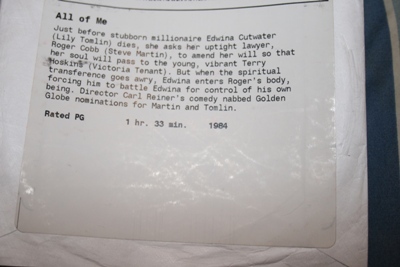 All of Me
Just before stubborn millionaire Edwina Cutwater
(Lily Tomlin) dies, she asks her uptight lawyer,
Roger Cobb (Steve Martin), to amend her will so that
her soul will pass to the young, vibrant Terry
Hoskins (Victoria Tenant). But when the spiritual
transference goes awry, Edwina enters Roger's body,
forcing him to battle Edwina for control of his own
being. Director Carl Reiner's comedy nabbed Golden
Globe nominations for Martin and Tomlin.
Rated PG 1 hr. 33 min. 1984